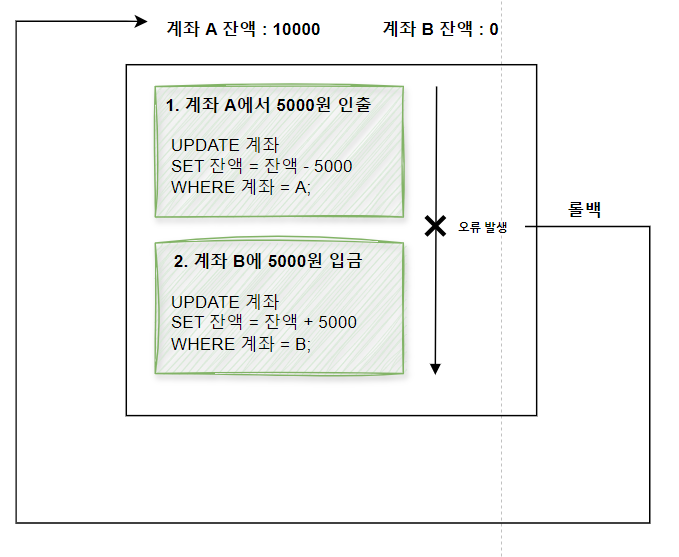 계좌 A 잔액 : 10000
계좌 B 잔액 : 0
1. 계좌 A에서 5000원 인출
UPDATE 계좌
SET 잔액 = 잔액 - 5000
WHERE 계좌 = A;
오류 발생
롤백
2. 계좌 B에 5000원 입금
UPDATE 계좌
SET 잔액 = 잔액 + 5000
WHERE 계좌 = B;